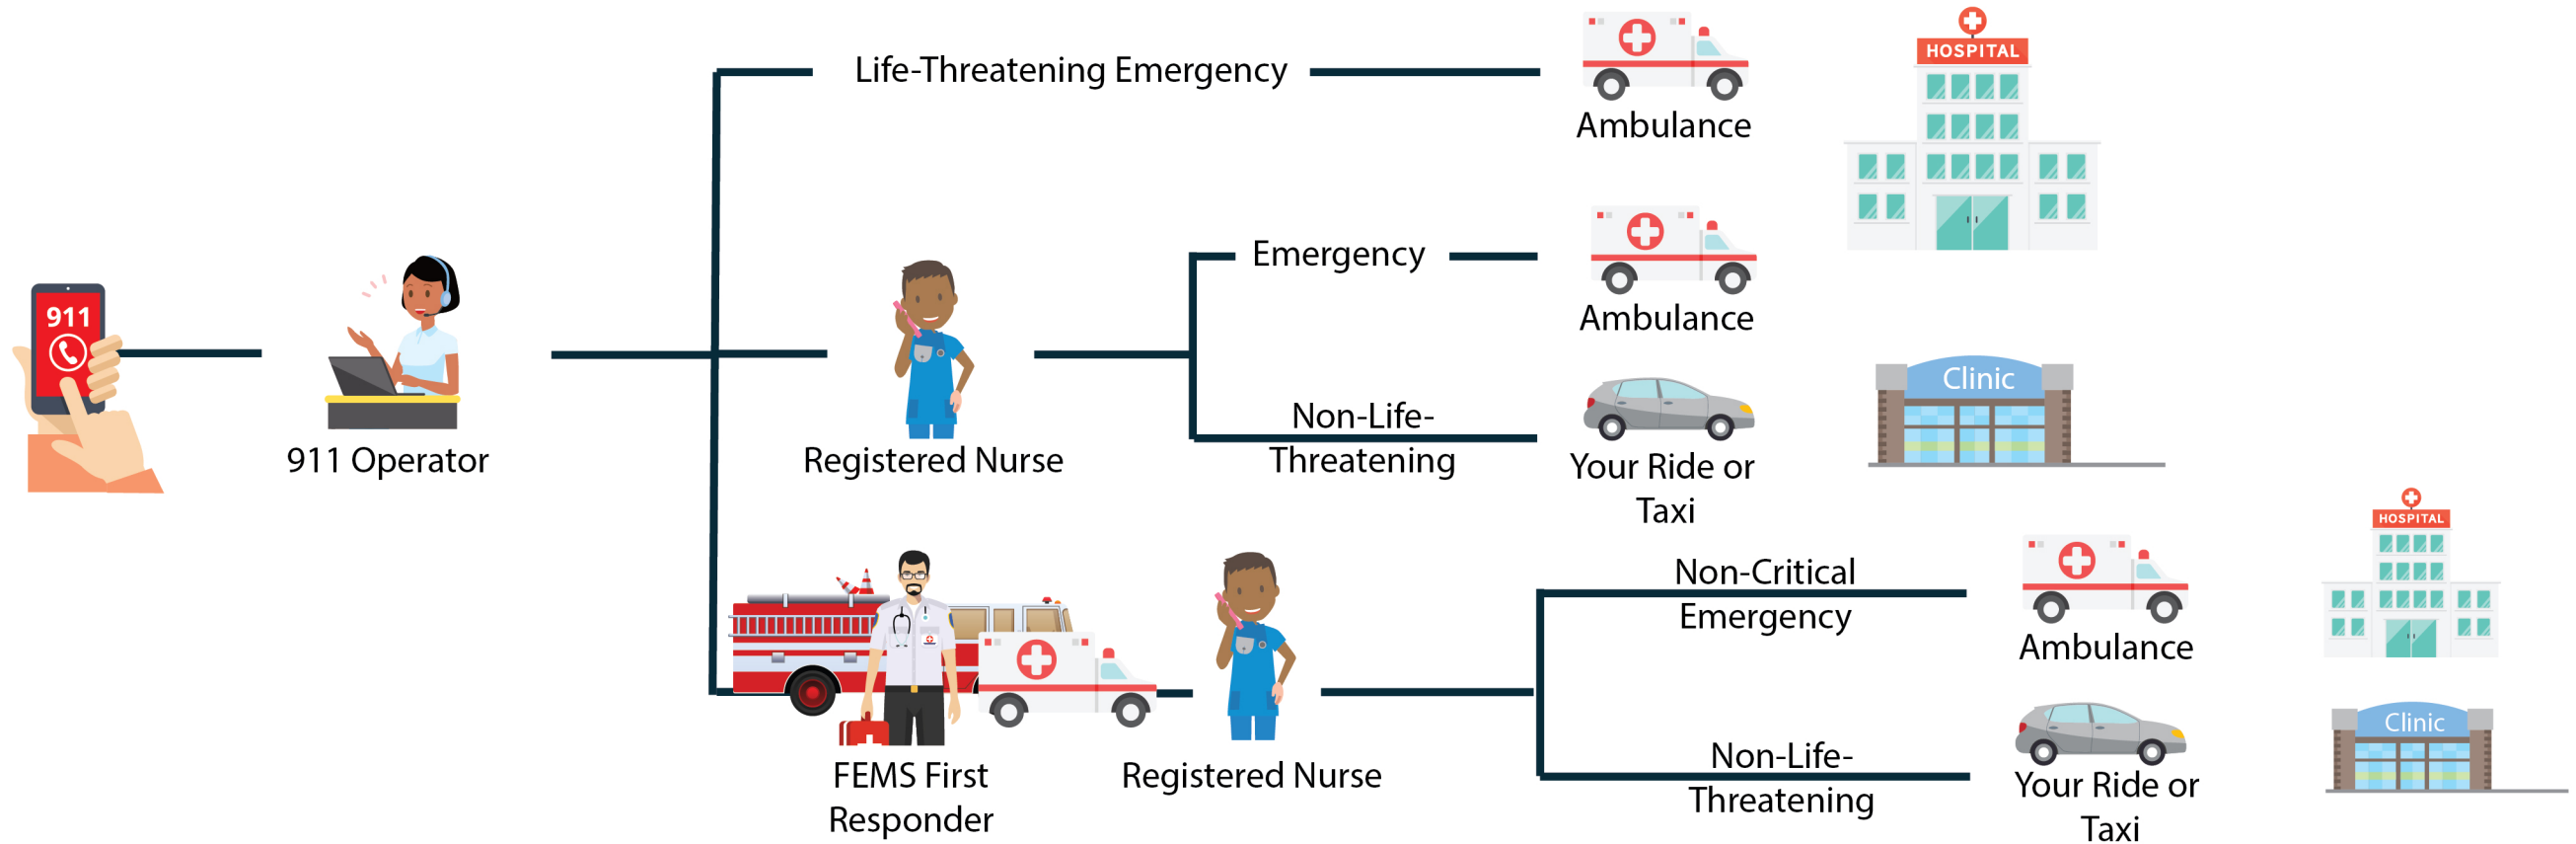 Life-Threatening Emergency
Ambulance
HOSPITAL
911
911 Operator
Registered Nurse
Emergency
Ambulance
Non-Life-
Threatening
Your Ride or
Taxi
Clinic
FEMS First
Responder
Registered Nurse
Non-Critical
Emergency
Ambulance
HOSPITAL
Non-Life-
Threatening
Your Ride or
Taxi
Clinic